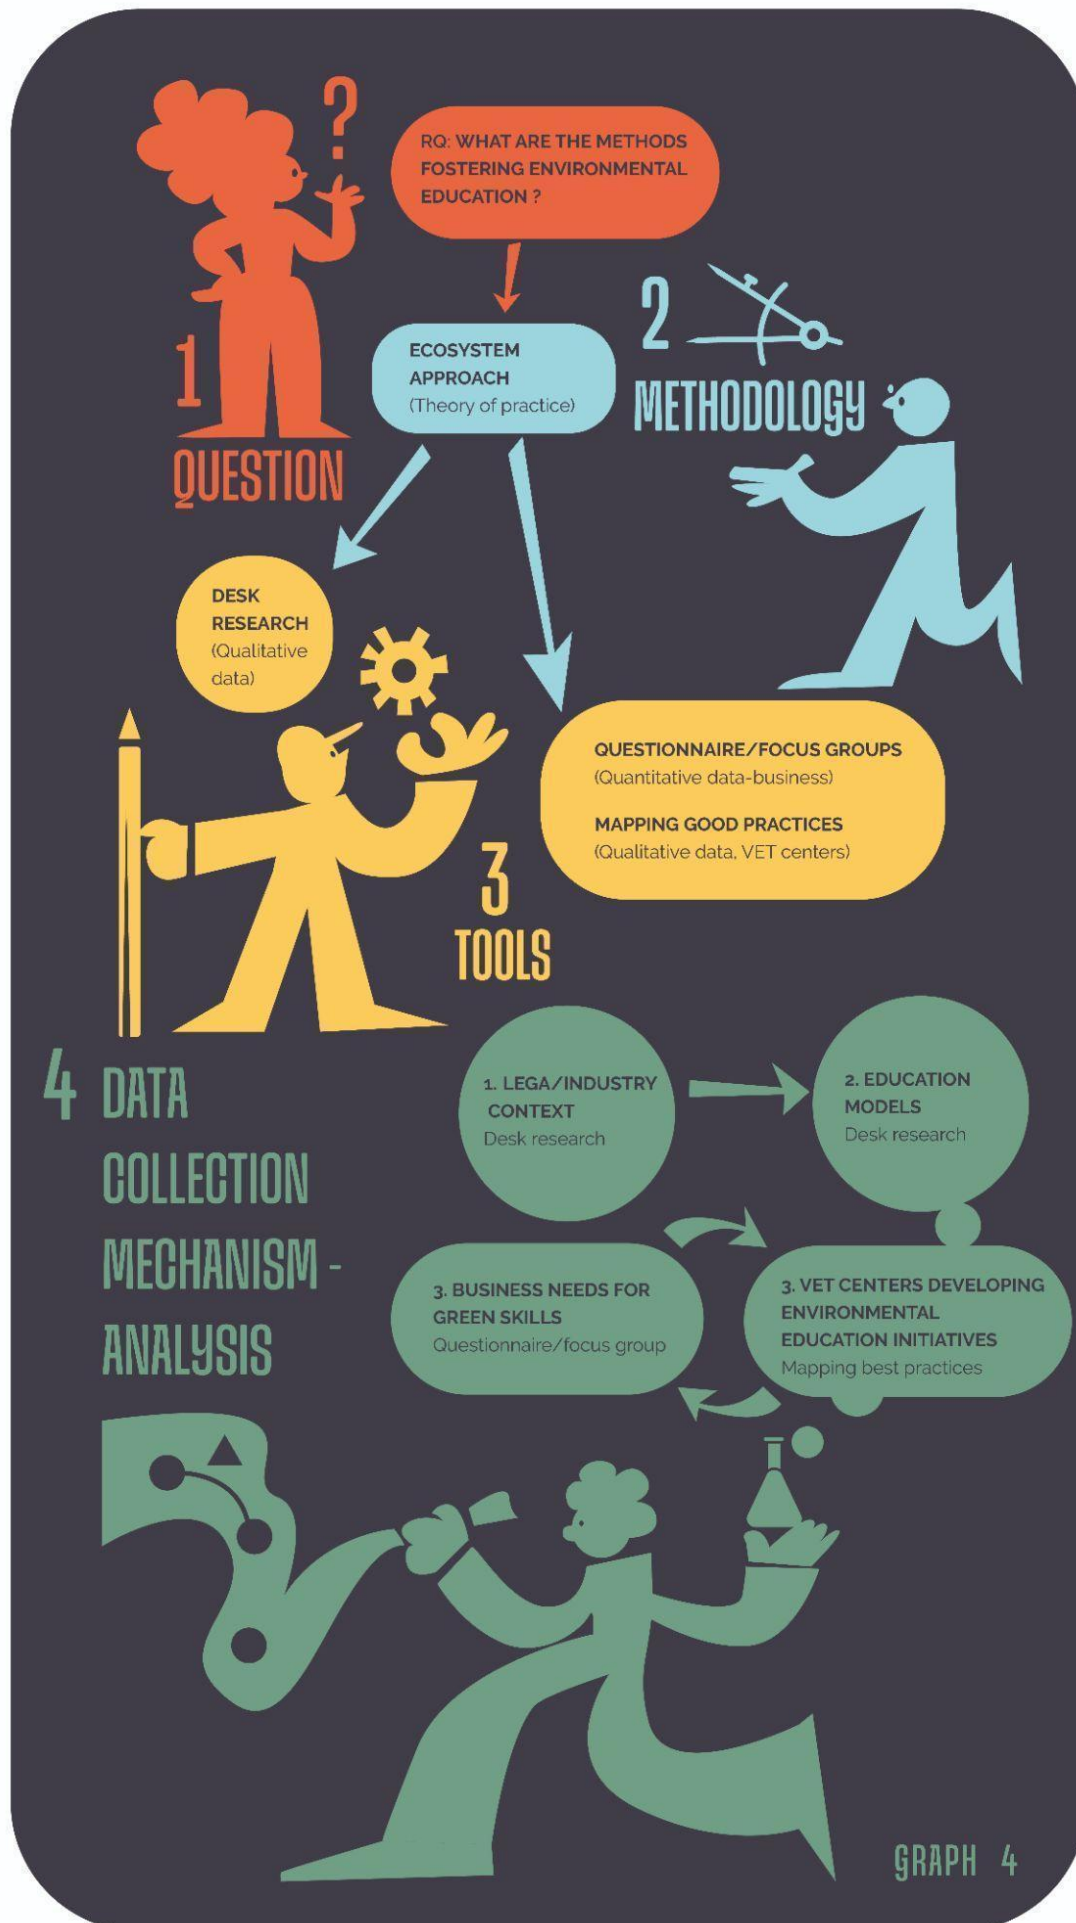 ?
RQ: WHAT ARE THE METHODS
FOSTERING ENVIRONMENTAL
EDUCATION ?
1
QUESTION
2
METHODOLOGY
ECOSYSTEM
APPROACH
(Theory of practice)
DESK
RESEARCH
(Qualitative
data)
QUESTIONNAIRE/FOCUS GROUPS
(Quantitative data-business)
MAPPING GOOD PRACTICES
(Qualitative data, VET centers)
3
TOOLS
4 DATA
COLLECTION
MECHANISM -
ANALYSIS
1. LEGA/INDUSTRY
CONTEXT
Desk research
2. EDUCATION
MODELS
Desk research
3. BUSINESS NEEDS FOR
GREEN SKILLS
Questionnaire/focus group
3. VET CENTERS DEVELOPING
ENVIRONMENTAL
EDUCATION INITIATIVES
Mapping best practices
GRAPH 4